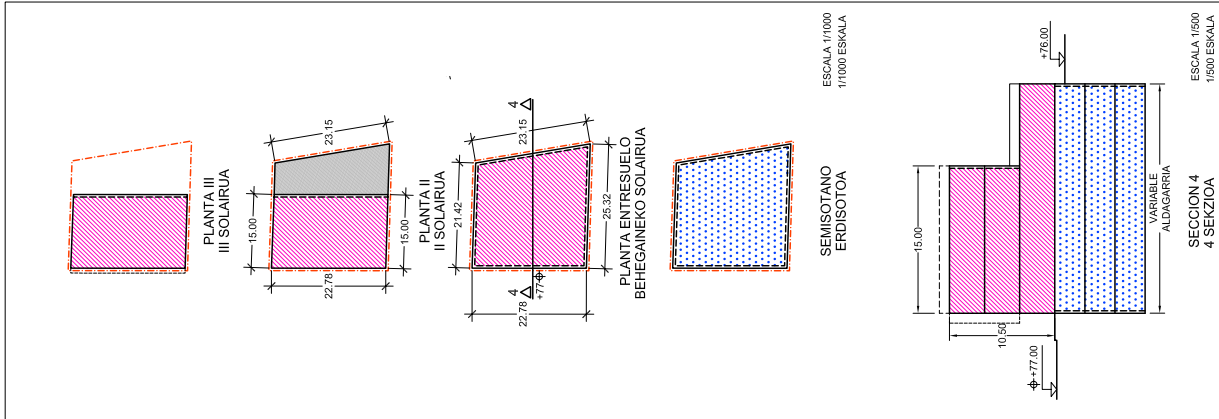 PLANTA III
III SOLAIRUA
15.00
23.15
15.00
22.78
PLANTA II
II SOLAIRUA
4
23.15
21.42
25.32
+77
4
22.78
PLANTA ENTRESUELO
BEHEGAINEKO SOLAIRUA
SEMISOTANO
ERDISOTOA
ESCALA 1/1000
1/1000 ESKALA
+76.00
15.00
10.50
+77.00
VARIABLE
ALDAGARRIA
SECCION 4
4 SEKZIOA
ESCALA 1/500
1/500 ESKALA